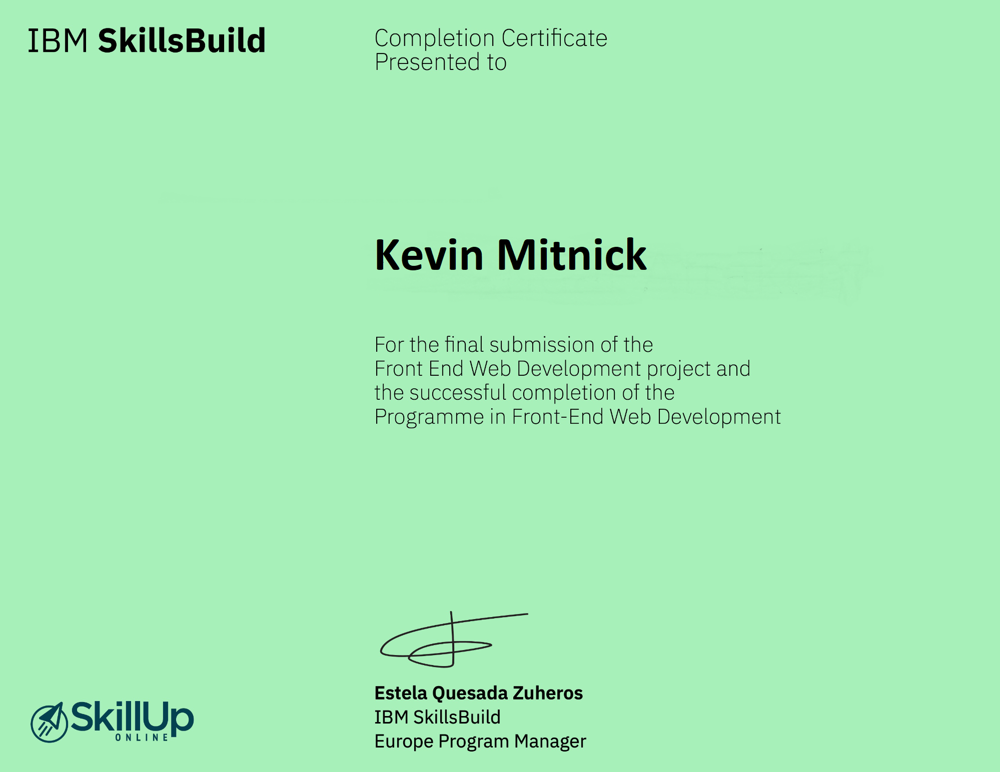 IBM SkillsBuild
Completion Certificate
Presented to
Kevin Mitnick
For the final submission of the
Front End Web Development project and
the successful completion of the
Programme in Front-End Web Development
Estela Quesada Zuheros
IBM SkillsBuild
Europe Program Manager
SkillUp
ONLINE